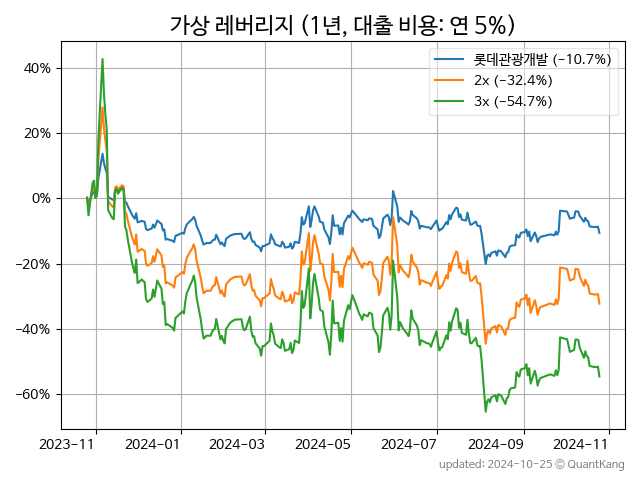 가상 레버리지 (1년, 대출 비용: 연 5%)
롯데관광개발 (-10.7%)
2x (-32.4%)
3x (-54.7%)
40%
20%
0%
-20%
-40%
-60%
2023-11 2024-01 2024-03 2024-05 2024-07 2024-09 2024-11
updated: 2024-10-25 © QuantKang